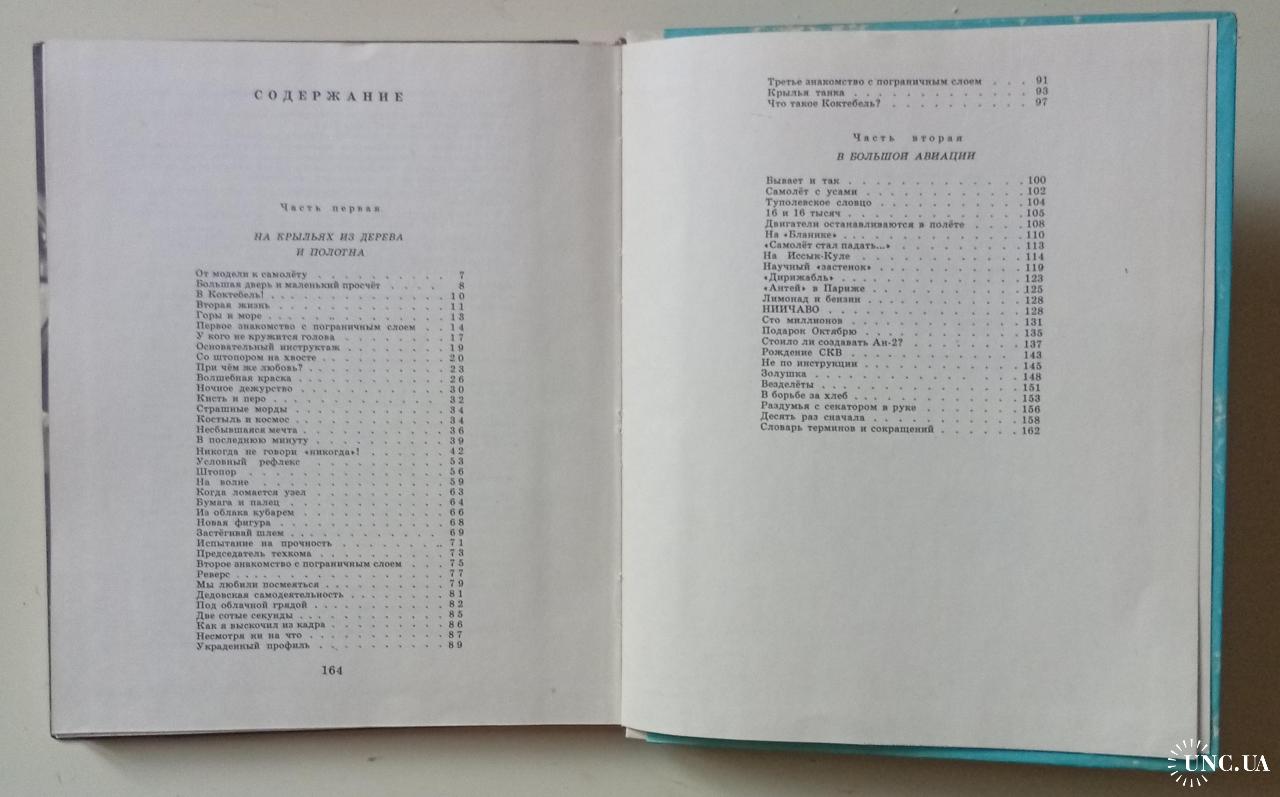 СОДЕРЖАНИЕ
Часть первая
НА КРЫЛЬЯХ ИЗ ДЕРЕВА
И ПОЛОТНА
От модели к самолёту . . . . . . . . . . 7
Большая дверь и маленький просчёт . . . . . 8
В Коктебель! . . . . . . . . . . . . 10
Вторая жизнь . . . . . . . . . . . . 11
Горы и море . . . . . . . . . . . . 13
Первое знакомство с пограничным слоем . . 14
У кого не кружится голова . . . . . . . 17
Основательный инструктаж . . . . . . . 19
Со штопором на хвосте . . . . . . . . . 20
При чём же любовь? . . . . . . . . . . 23
Волшебная краска . . . . . . . . . . . 26
Ночное дежурство . . . . . . . . . . . 30
Кисть и перо . . . . . . . . . . . . 32
Страшные морды . . . . . . . . . . . 34
Костыль и космос . . . . . . . . . . . 34
Несбывшаяся мечта . . . . . . . . . . 36
В последнюю минуту . . . . . . . . . . 39
Никогда не говори «никогда»! . . . . . . 42
Условный рефлекс . . . . . . . . . . . 53
Штопор . . . . . . . . . . . . . . 56
На волне . . . . . . . . . . . . . 59
Когда ломается узел . . . . . . . . . . 63
Бумага и палец . . . . . . . . . . . 64
Из облака кубарем . . . . . . . . . . 66
Новая фигура . . . . . . . . . . . . 68
Застёгивай шлем . . . . . . . . . . . 69
Испытание на прочность . . . . . . . . 71
Председатель техкома . . . . . . . . . 73
Второе знакомство с пограничным слоем . . 75
Реверс . . . . . . . . . . . . . . 77
Мы любили посмеяться . . . . . . . . . 79
Дедовская самодеятельность . . . . . . . 81
Под облачной грядой . . . . . . . . . . 82
Две сотые секунды . . . . . . . . . . 85
Как я выскочил из кадра . . . . . . . . 86
Несмотря ни на что . . . . . . . . . . 87
Украденный профиль . . . . . . . . . . 89
164
Третье знакомство с пограничным слоем . . . 91
Крылья танка . . . . . . . . . . . . 93
Что такое Коктебель? . . . . . . . . . 97
Часть вторая
В БОЛЬШОЙ АВИАЦИИ
Бывает и так . . . . . . . . . . . . 100
Самолёт с усами . . . . . . . . . . . 102
Туполевское словцо . . . . . . . . . . 104
16 и 16 тысяч . . . . . . . . . . . . 105
Двигатели останавливаются в полёте . . . . 108
На «Бланике» . . . . . . . . . . . . 110
«Самолёт стал падать...» . . . . . . . . 113
На Иссык-Куле . . . . . . . . . . . 114
Научный «застенок» . . . . . . . . . . 119
«Дирижабль» . . . . . . . . . . . . 123
«Антей» в Париже . . . . . . . . . . . 125
Лимонад и бензин . . . . . . . . . . . 128
НИИЧАВО . . . . . . . . . . . . . 128
Сто миллионов . . . . . . . . . . . . 131
Подарок Октябрю . . . . . . . . . . . 135
Стоило ли создавать Ан-2? . . . . . . . 137
Рождение СКВ . . . . . . . . . . . . 143
Не по инструкции . . . . . . . . . . . 145
Золушка . . . . . . . . . . . . . . 148
Везделёты . . . . . . . . . . . . . 151
В борьбе за хлеб . . . . . . . . . . . 153
Раздумья с секатором в руке . . . . . . . 156
Десять раз сначала . . . . . . . . . . 158
Словарь терминов и сокращений . . . . . . 162
UNC.UA